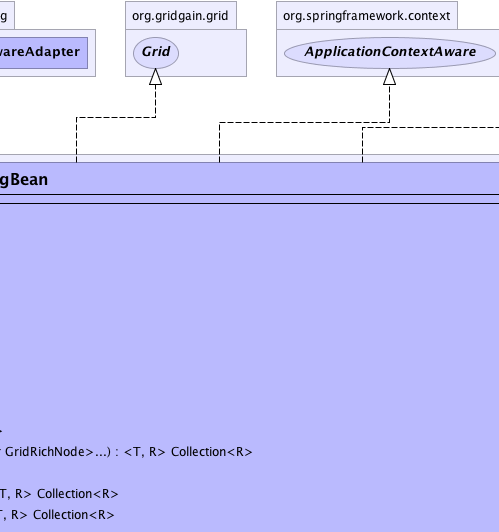 g
org.gridgain.grid
org.springframework.context
wareAdapter
Grid
ApplicationContextAware
gBean
>
GridRichNode>...) : <T, R> Collection<R>
T, R> Collection<R>
T, R> Collection<R>